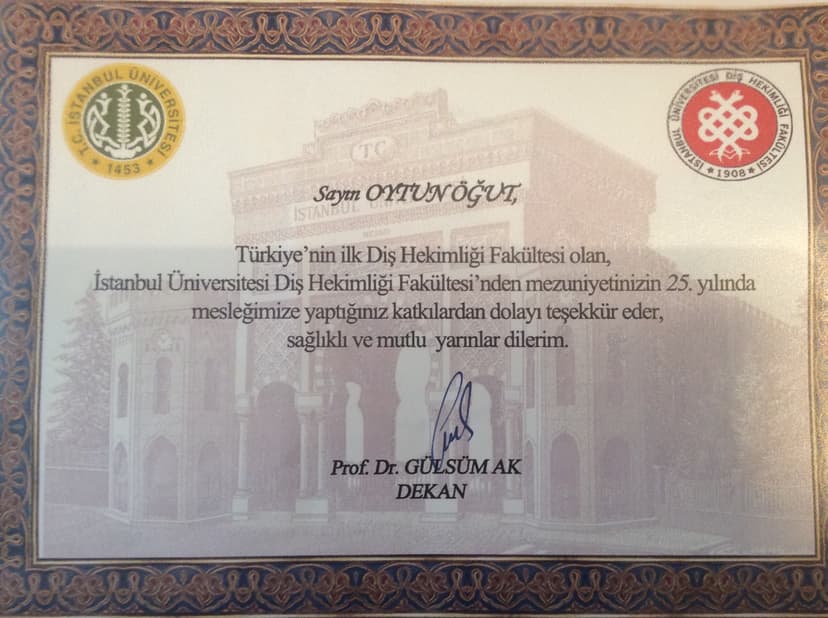 T.C. İSTANBUL ÜNİVERSİTESİ
1453
İSTANBUL ÜNİVERSİTESİ DİŞ HEKİMLİĞİ FAKÜLTESİ
1908
TC
Sayın OYTUN ÖĞUT,
İSTANBUL
Türkiye'nin ilk Diş Hekimliği Fakültesi olan,
İstanbul Üniversitesi Diş Hekimliği Fakültesi'nden mezuniyetinizin 25. yılında
mesleğimize yaptığınız katkılardan dolayı teşekkür eder,
sağlıklı ve mutlu yarınlar dilerim.
Prof. Dr. GÜLSÜM AK
DEKAN